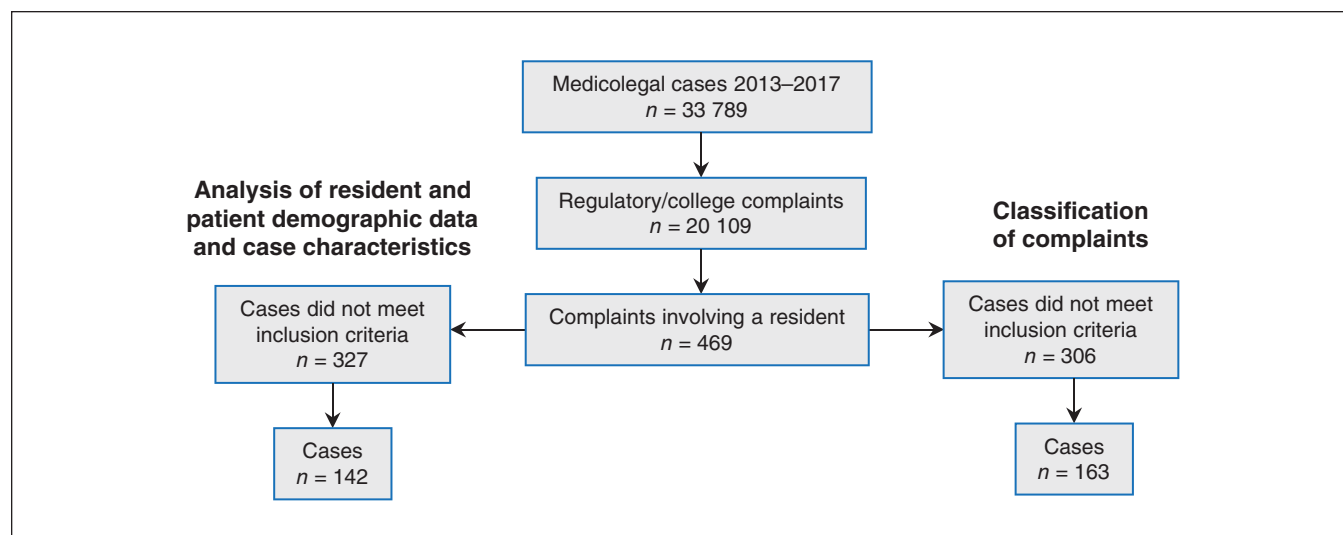 Medicolegal cases 2013–2017
n = 33 789
Regulatory/college complaints
n = 20 109
Complaints involving a resident
n = 469
Analysis of resident and
patient demographic data
and case characteristics
Cases did not meet
inclusion criteria
n = 327
Cases
n = 142
Classification
of complaints
Cases did not meet
inclusion criteria
n = 306
Cases
n = 163